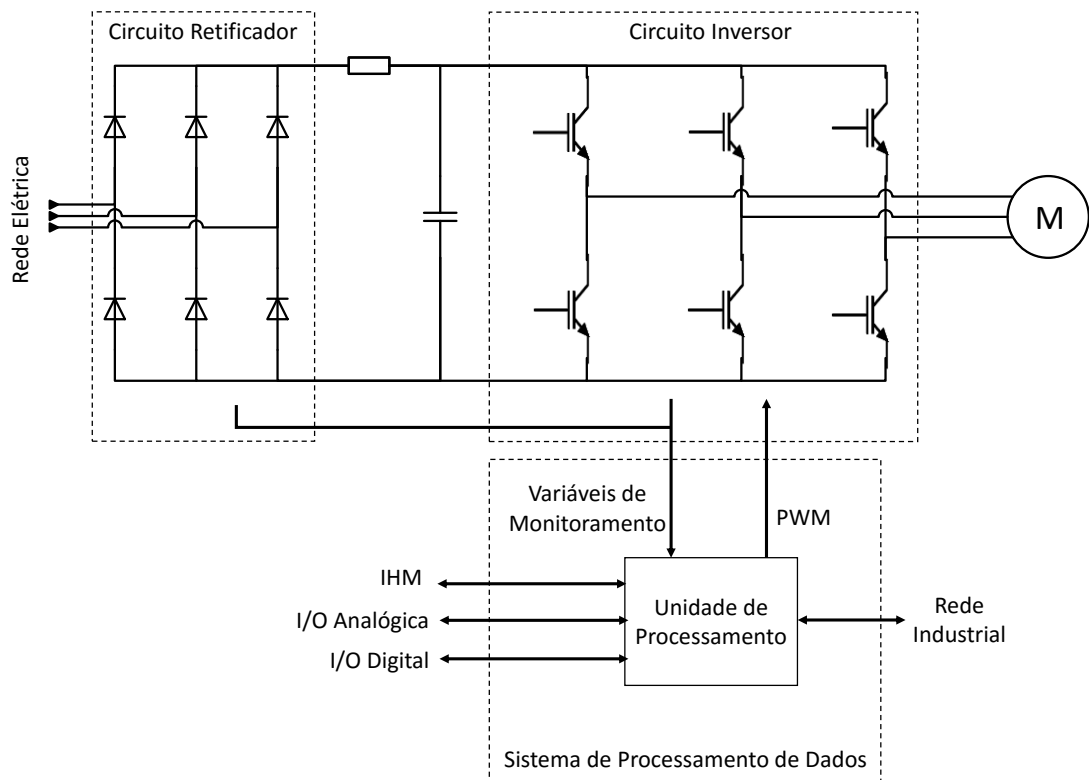 Circuito Retificador
Circuito Inversor
Rede Elétrica
M
Variáveis de
Monitoramento
PWM
IHM
I/O Analógica
I/O Digital
Unidade de
Processamento
Rede
Industrial
Sistema de Processamento de Dados